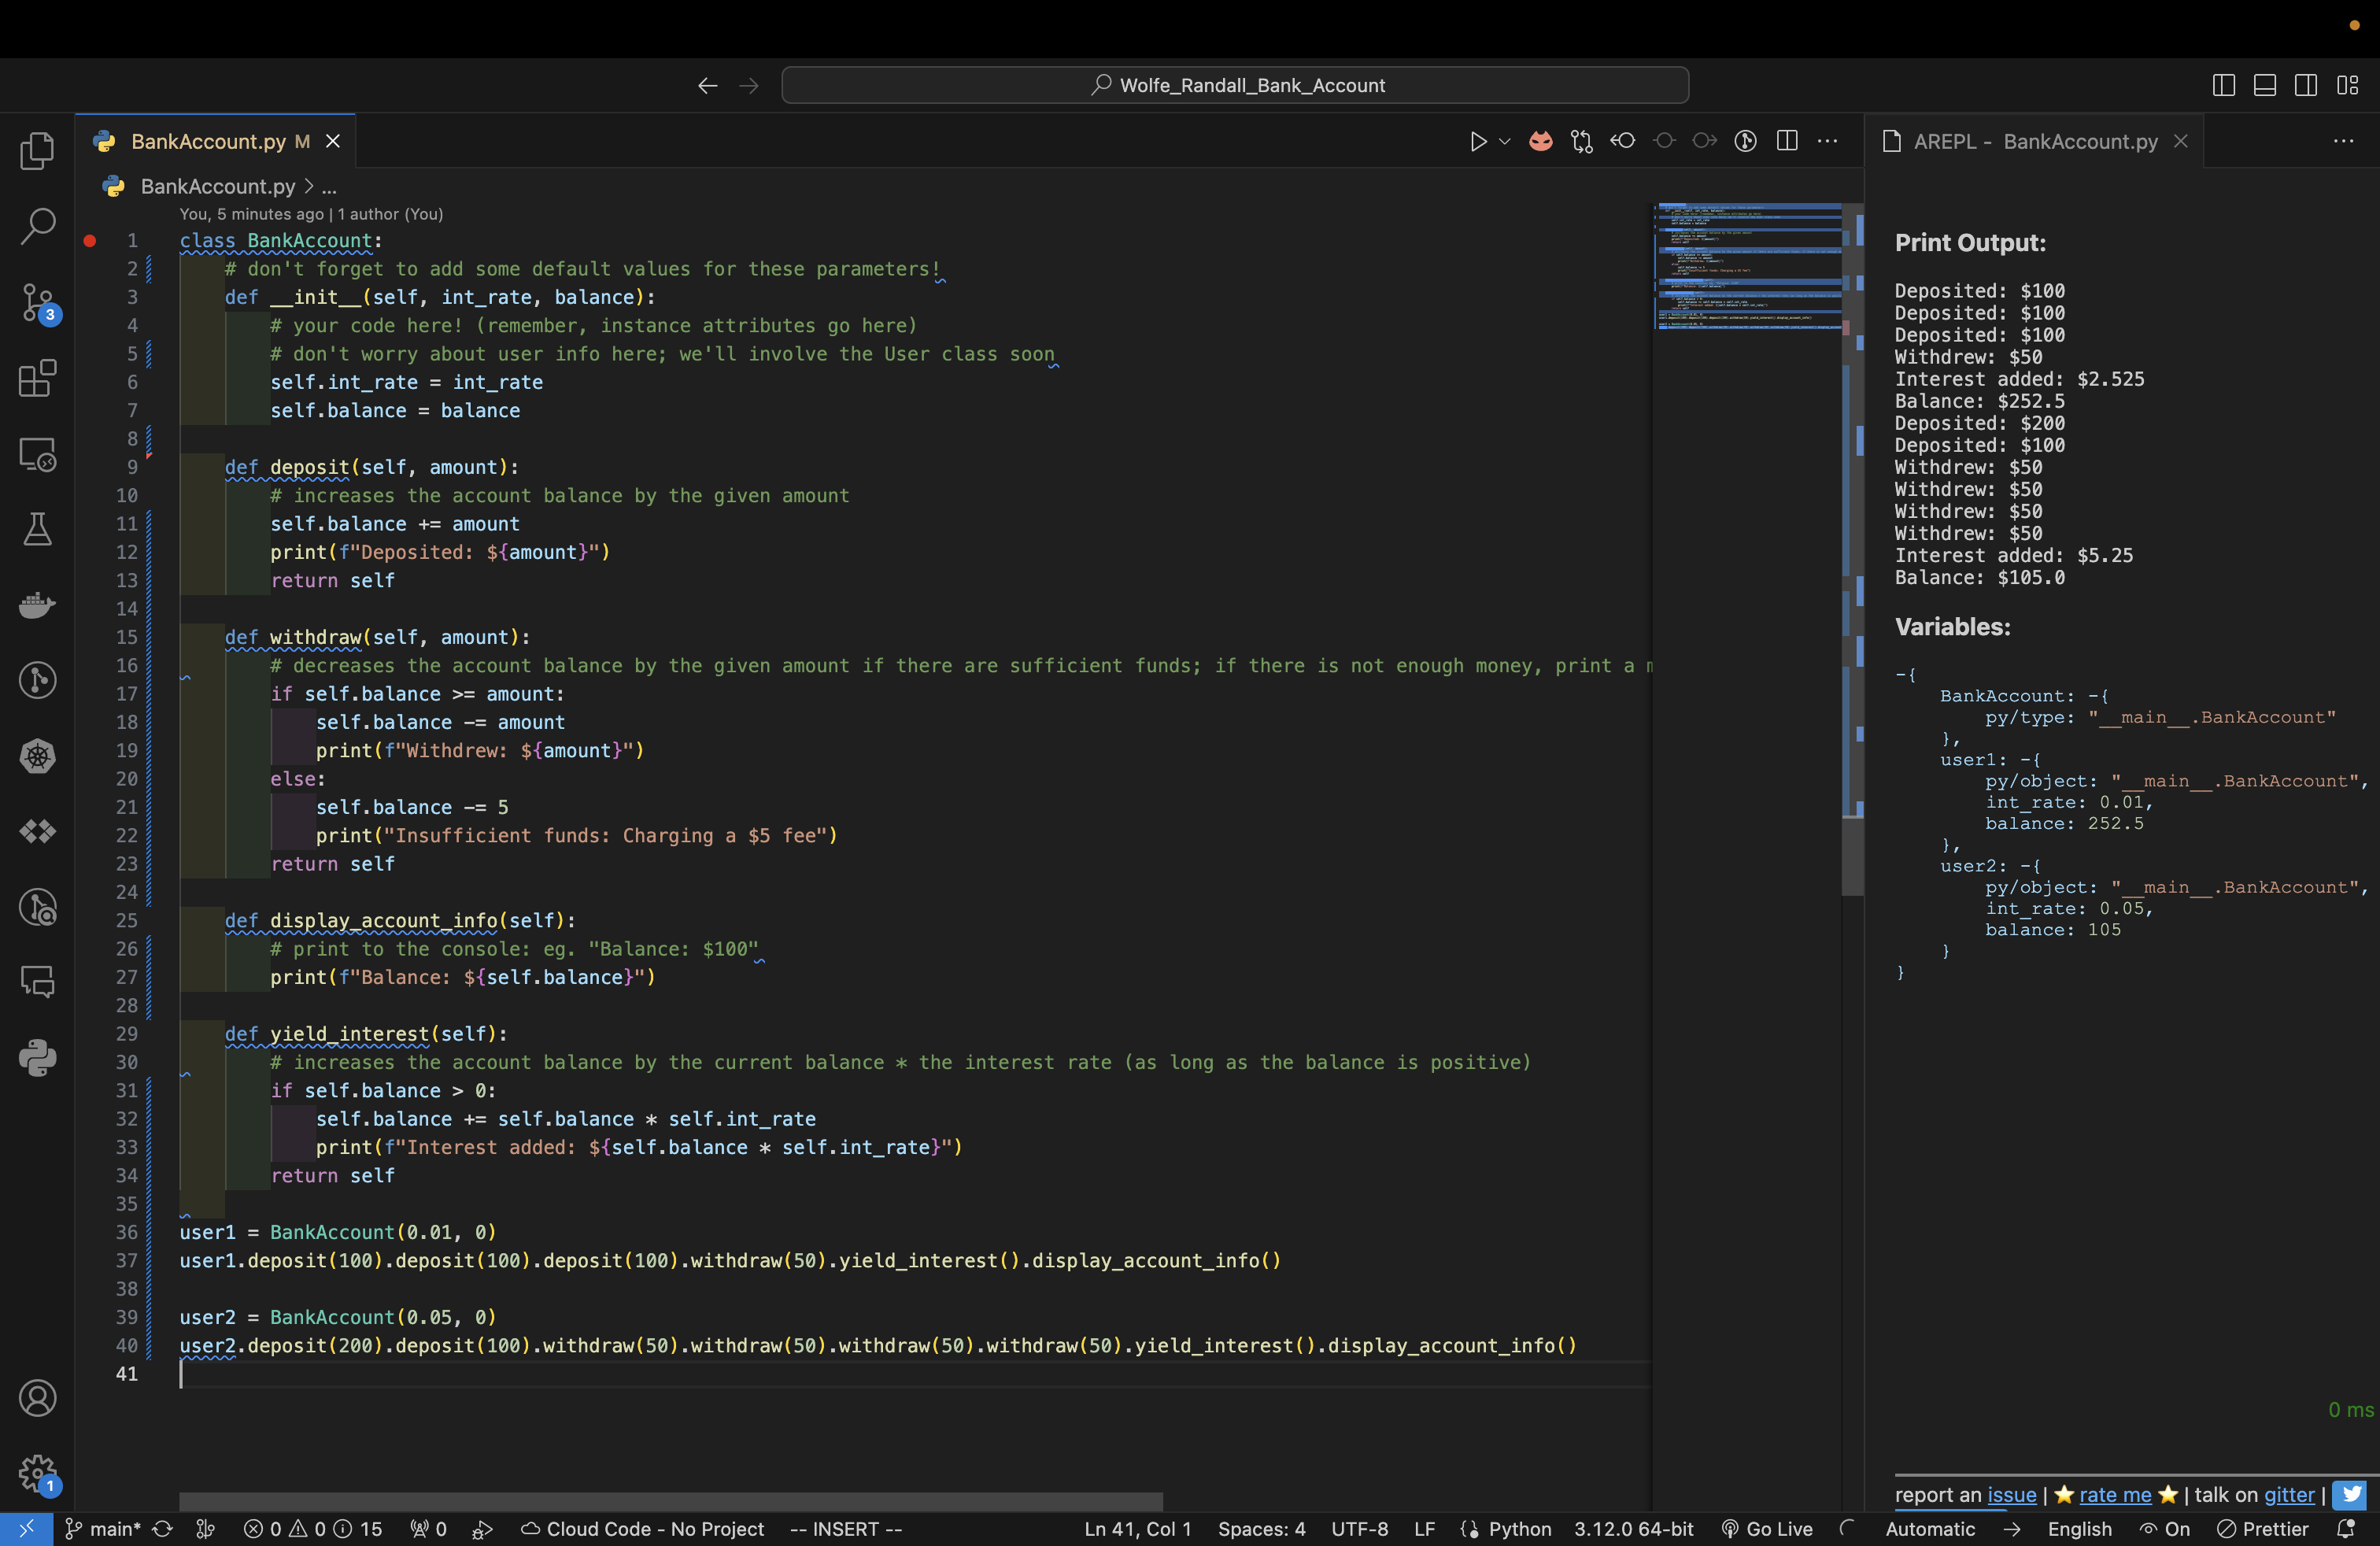 Wolfe_Randall_Bank_Account
BankAccount.py M
AREPL - BankAccount.py
BankAccount.py > ...
You, 5 minutes ago | 1 author (You)
1 class BankAccount:
2     # don't forget to add some default values for these parameters!
3     def __init__(self, int_rate, balance):
4         # your code here! (remember, instance attributes go here)
5         # don't worry about user info here; we'll involve the User class soon
6         self.int_rate = int_rate
7         self.balance = balance
8
9     def deposit(self, amount):
10         # increases the account balance by the given amount
11         self.balance += amount
12         print(f"Deposited: ${amount}")
13         return self
14
15     def withdraw(self, amount):
16         # decreases the account balance by the given amount if there are sufficient funds; if there is not enough money, print a
17         if self.balance >= amount:
18             self.balance -= amount
19             print(f"Withdrew: ${amount}")
20         else:
21             self.balance -= 5
22             print("Insufficient funds: Charging a $5 fee")
23         return self
24
25     def display_account_info(self):
26         # print to the console: eg. "Balance: $100"
27         print(f"Balance: ${self.balance}")
28
29     def yield_interest(self):
30         # increases the account balance by the current balance * the interest rate (as long as the balance is positive)
31         if self.balance > 0:
32             self.balance += self.balance * self.int_rate
33             print(f"Interest added: ${self.balance * self.int_rate}")
34         return self
35
36 user1 = BankAccount(0.01, 0)
37 user1.deposit(100).deposit(100).deposit(100).withdraw(50).yield_interest().display_account_info()
38
39 user2 = BankAccount(0.05, 0)
40 user2.deposit(200).deposit(100).withdraw(50).withdraw(50).withdraw(50).withdraw(50).yield_interest().display_account_info()
41
Print Output:
Deposited: $100
Deposited: $100
Deposited: $100
Withdrew: $50
Interest added: $2.525
Balance: $252.5
Deposited: $200
Deposited: $100
Withdrew: $50
Withdrew: $50
Withdrew: $50
Withdrew: $50
Interest added: $5.25
Balance: $105.0
Variables:
-{
    BankAccount: -{
        py/type: "__main__.BankAccount"
    },
    user1: -{
        py/object: "__main__.BankAccount",
        int_rate: 0.01,
        balance: 252.5
    },
    user2: -{
        py/object: "__main__.BankAccount",
        int_rate: 0.05,
        balance: 105
    }
}
0 ms
report an issue | ⭐ rate me ⭐ | talk on gitter |
3
1
main* 0 0 15 0 Cloud Code - No Project -- INSERT -- Ln 41, Col 1 Spaces: 4 UTF-8 LF Python 3.12.0 64-bit Go Live Automatic → English On Prettier